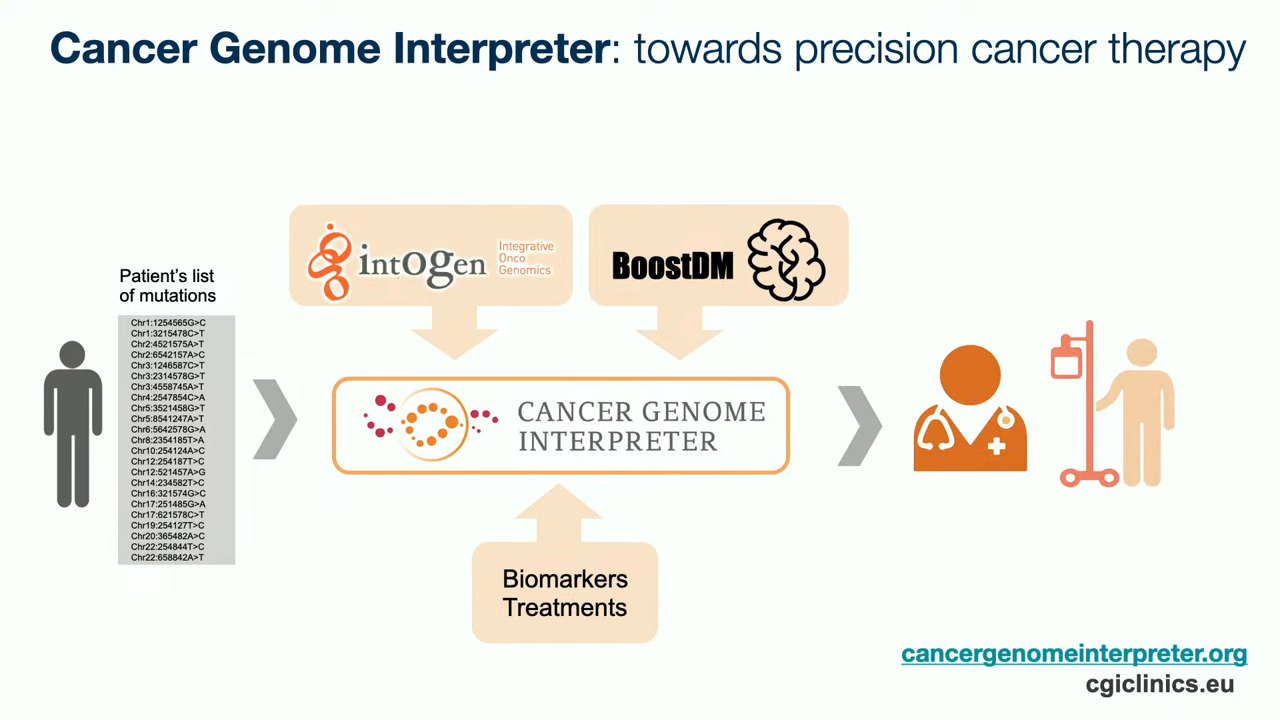 Cancer Genome Interpreter: towards precision cancer therapy
intOgen
Integrative
Onco
Genomics
BoostDM
Patient's list
of mutations
Chr1:1254565G>C
Chr1:3215478C>T
Chr2:4521575A>T
Chr2:6542157A>C
Chr3:1246587C>T
Chr3:2314578G>T
Chr3:4558745A>T
Chr4:2547854C>A
Chr5:3521458G>T
Chr5:8541247A>T
Chr6:5642578G>A
Chr8:2354185T>A
Chr10:254124A>C
Chr12:254187T>C
Chr12:521457A>G
Chr14:234582T>C
Chr16:321574G>C
Chr17:251485G>A
Chr17:621578C>T
Chr19:254127T>C
Chr20:365482A>C
Chr22:254844T>C
Chr22:658842A>T
CANCER GENOME
INTERPRETER
Biomarkers
Treatments
cancergenomeinterpreter.org
cgiclinics.eu